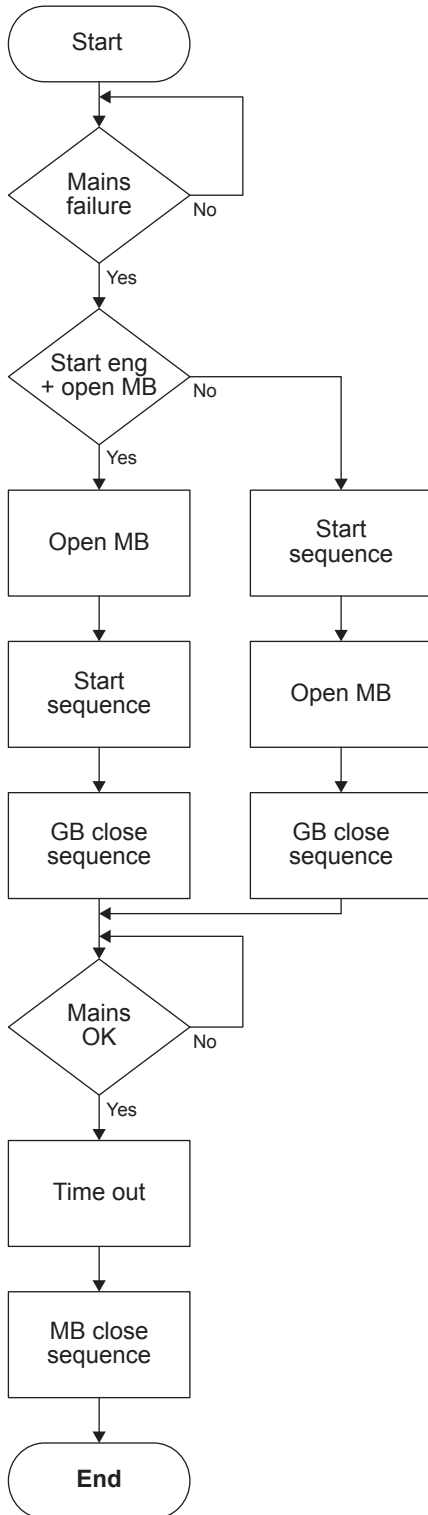 Start
Mains
failure
No
Yes
Start eng
+ open MB
No
Yes
Open MB
Start
sequence
Start
sequence
Open MB
GB close
sequence
GB close
sequence
Mains
OK
No
Yes
Time out
MB close
sequence
End